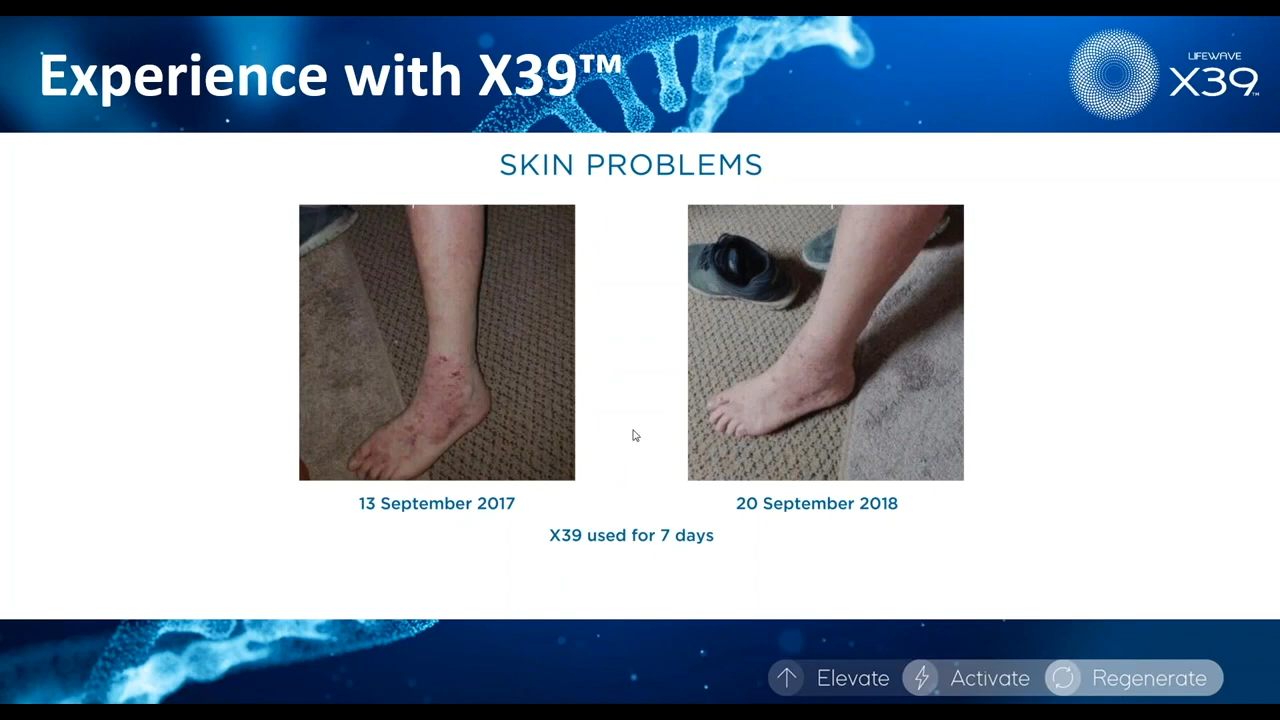 Experience with X39™
LIFEWAVE
X39™
SKIN PROBLEMS
13 September 2017
20 September 2018
X39 used for 7 days
Elevate
Activate
Regenerate